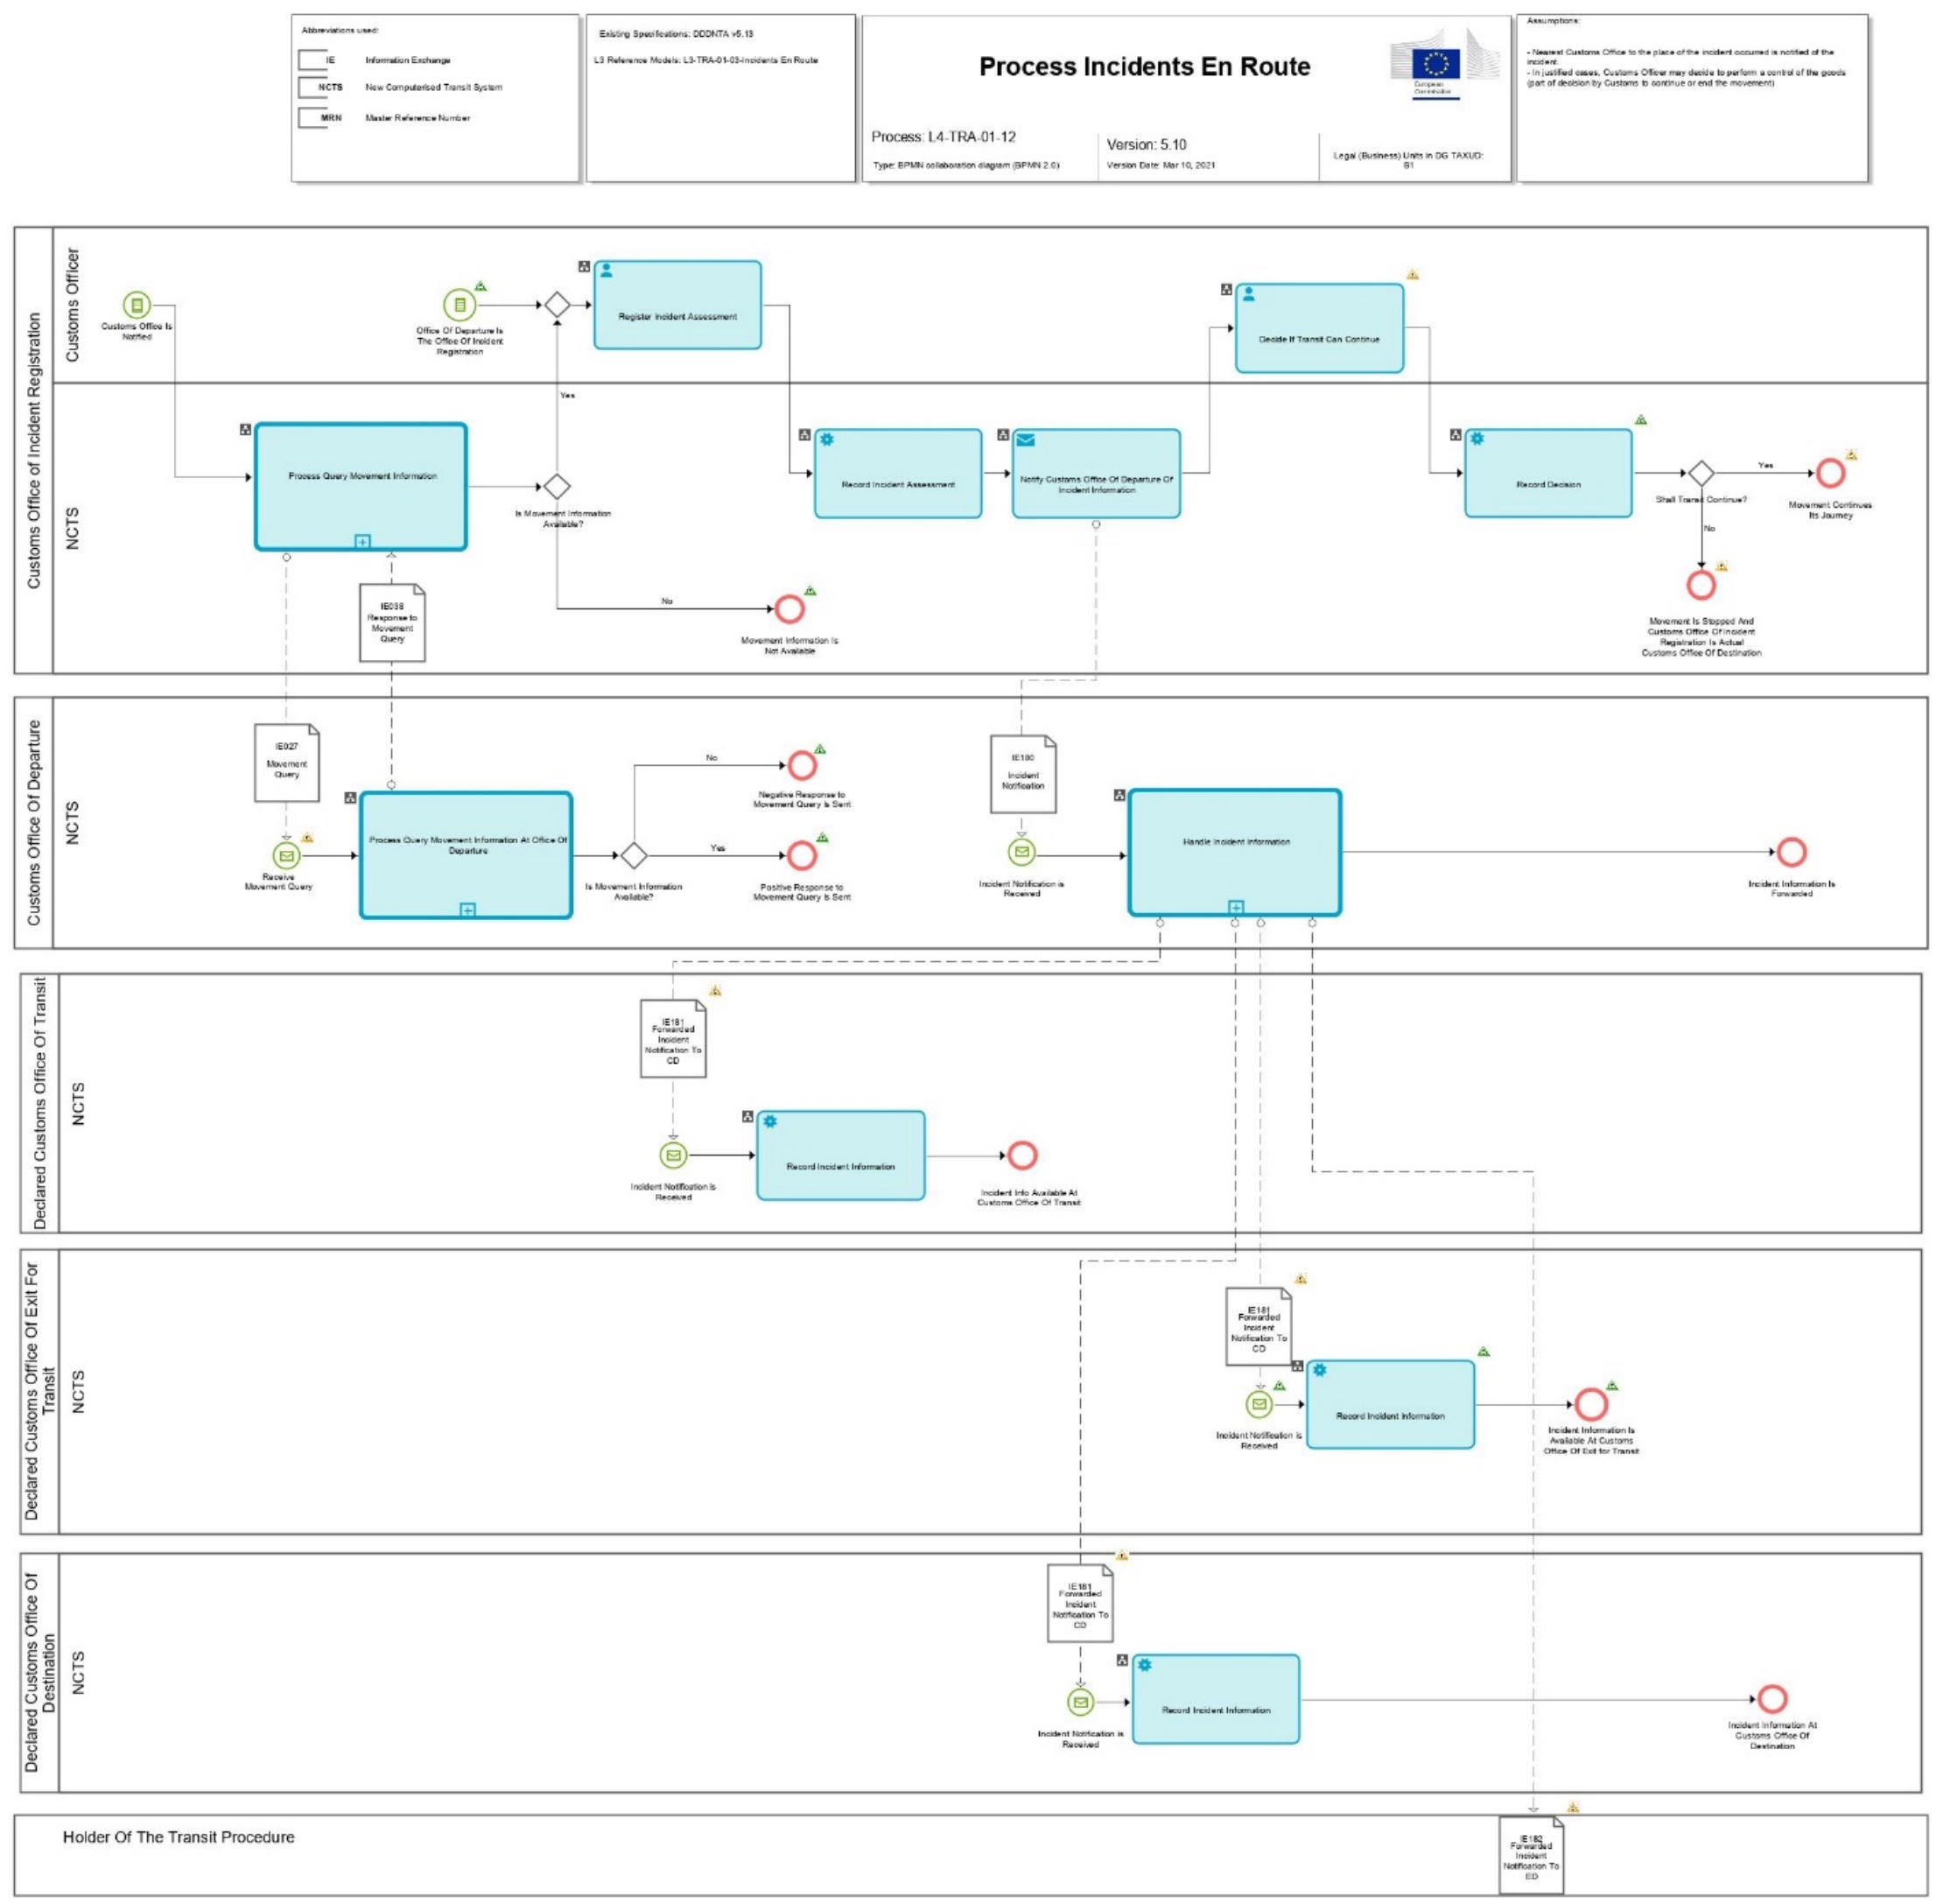 Abbreviations used:
IE Information Exchange
NCTS New Computerised Transit System
MRN Master Reference Number
Existing Specifications: DDDNTA v5.13
L3 Reference Models: L3-TRA-01-03-Incidents En Route
Process Incidents En Route
European
Commission
Process: L4-TRA-01-12
Type: BPMN collaboration diagram (BPMN 2.0)
Version: 5.10
Version Date: Mar 10, 2021
Legal (Business) Units in DG TAXUD:
Assumptions:
- Nearest Customs Office to the place of the incident occurred is notified of the
incident.
- In justified cases, Customs Officer may decide to perform a control of the goods
(part of decision by Customs to continue or end the movement)
Customs Office of Incident Registration
Customs Officer
Customs Office Is
Notified
Office Of Departure Is
The Office Of Incident
Registration
Register Incident Assessment
Decide If Transit Can Continue
NCTS
Yes
Process Query Movement Information
Is Movement Information
Available?
Record Incident Assessment
Notify Customs Office Of Departure Of
Incident Information
Record Decision
Shall Transit Continue?
Yes
Movement Continues
Its Journey
No
IE038
Response to
Movement
Query
No
Movement Information Is
Not Available
Movement Is Stopped And
Customs Office Of Incident
Registration Is Actual
Customs Office Of Destination
Customs Office Of Departure
NCTS
IE027
Movement
Query
Receive
Movement Query
Process Query Movement Information At Office Of
Departure
Is Movement Information
Available?
No
Negative Response to
Movement Query Is Sent
Yes
Positive Response to
Movement Query Is Sent
IE180
Incident
Notification
Incident Notification is
Received
Handle Incident Information
Incident Information Is
Forwarded
Declared Customs Office Of Transit
NCTS
IE181
Forwarded
Incident
Notification To
CD
Incident Notification is
Received
Record Incident Information
Incident Info Available At
Customs Office Of Transit
Declared Customs Office Of Exit For
Transit
NCTS
IE181
Forwarded
Incident
Notification To
CD
Incident Notification is
Received
Record Incident Information
Incident Information Is
Available At Customs
Office Of Exit for Transit
Declared Customs Office Of
Destination
NCTS
IE181
Forwarded
Incident
Notification To
CD
Incident Notification is
Received
Record Incident Information
Incident Information At
Customs Office Of
Destination
Holder Of The Transit Procedure
IE182
Forwarded
Incident
Notification To
ED